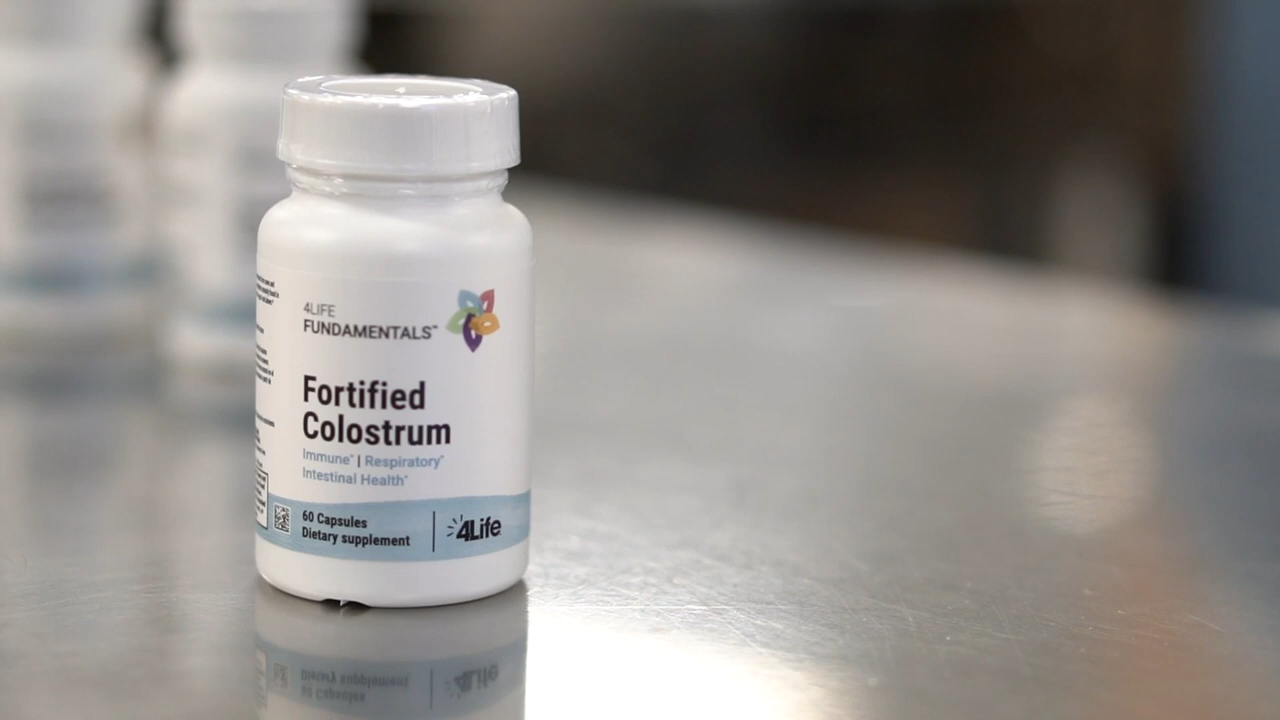 4LIFE
FUNDAMENTALS™
Fortified
Colostrum
Immune* | Respiratory*
Intestinal Health*
60 Capsules
Dietary supplement
4Life